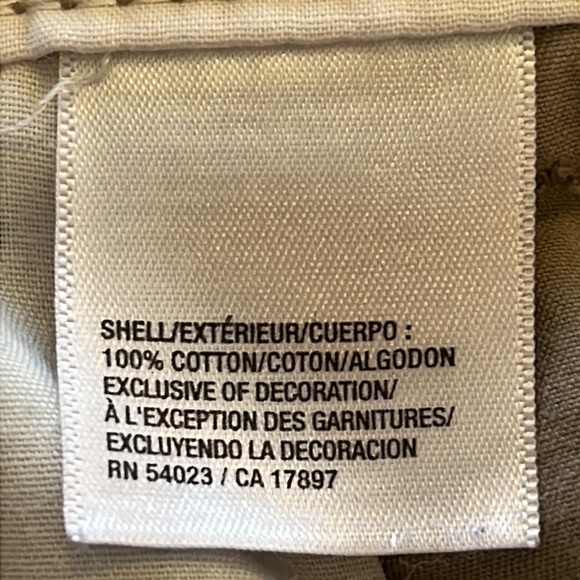 SHELL/EXTÉRIEUR/CUERPO :
100% COTTON/COTON/ALGODON
EXCLUSIVE OF DECORATION/
À L'EXCEPTION DES GARNITURES/
EXCLUYENDO LA DECORACION
RN 54023 / CA 17897